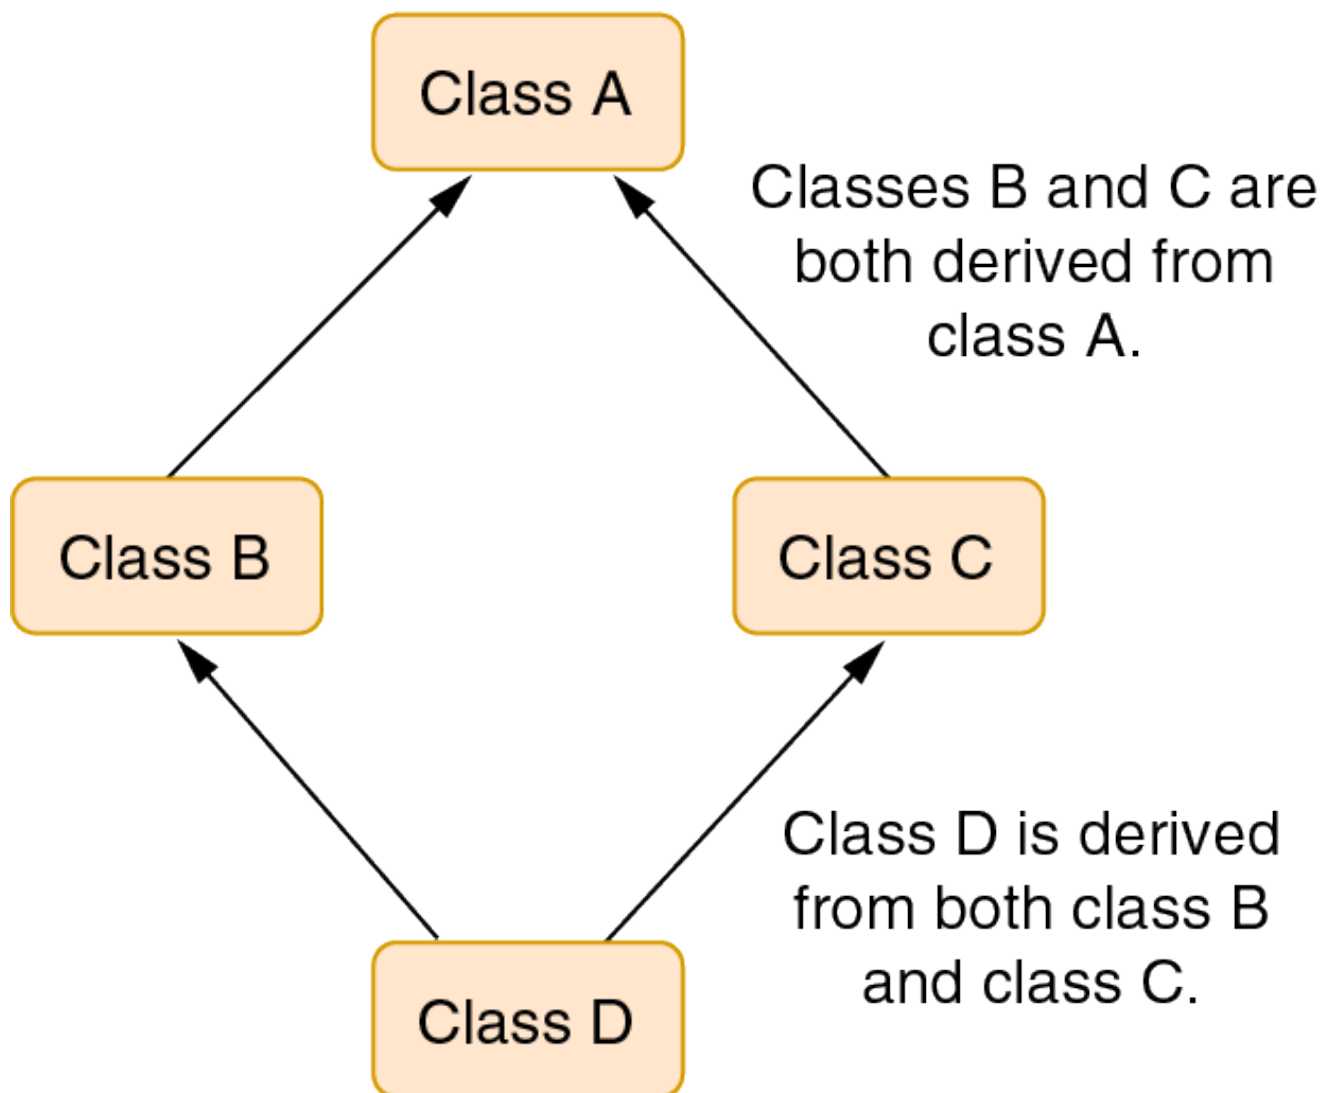 Class A
Classes B and C are
both derived from
class A.
Class B
Class C
Class D is derived
from both class B
and class C.
Class D